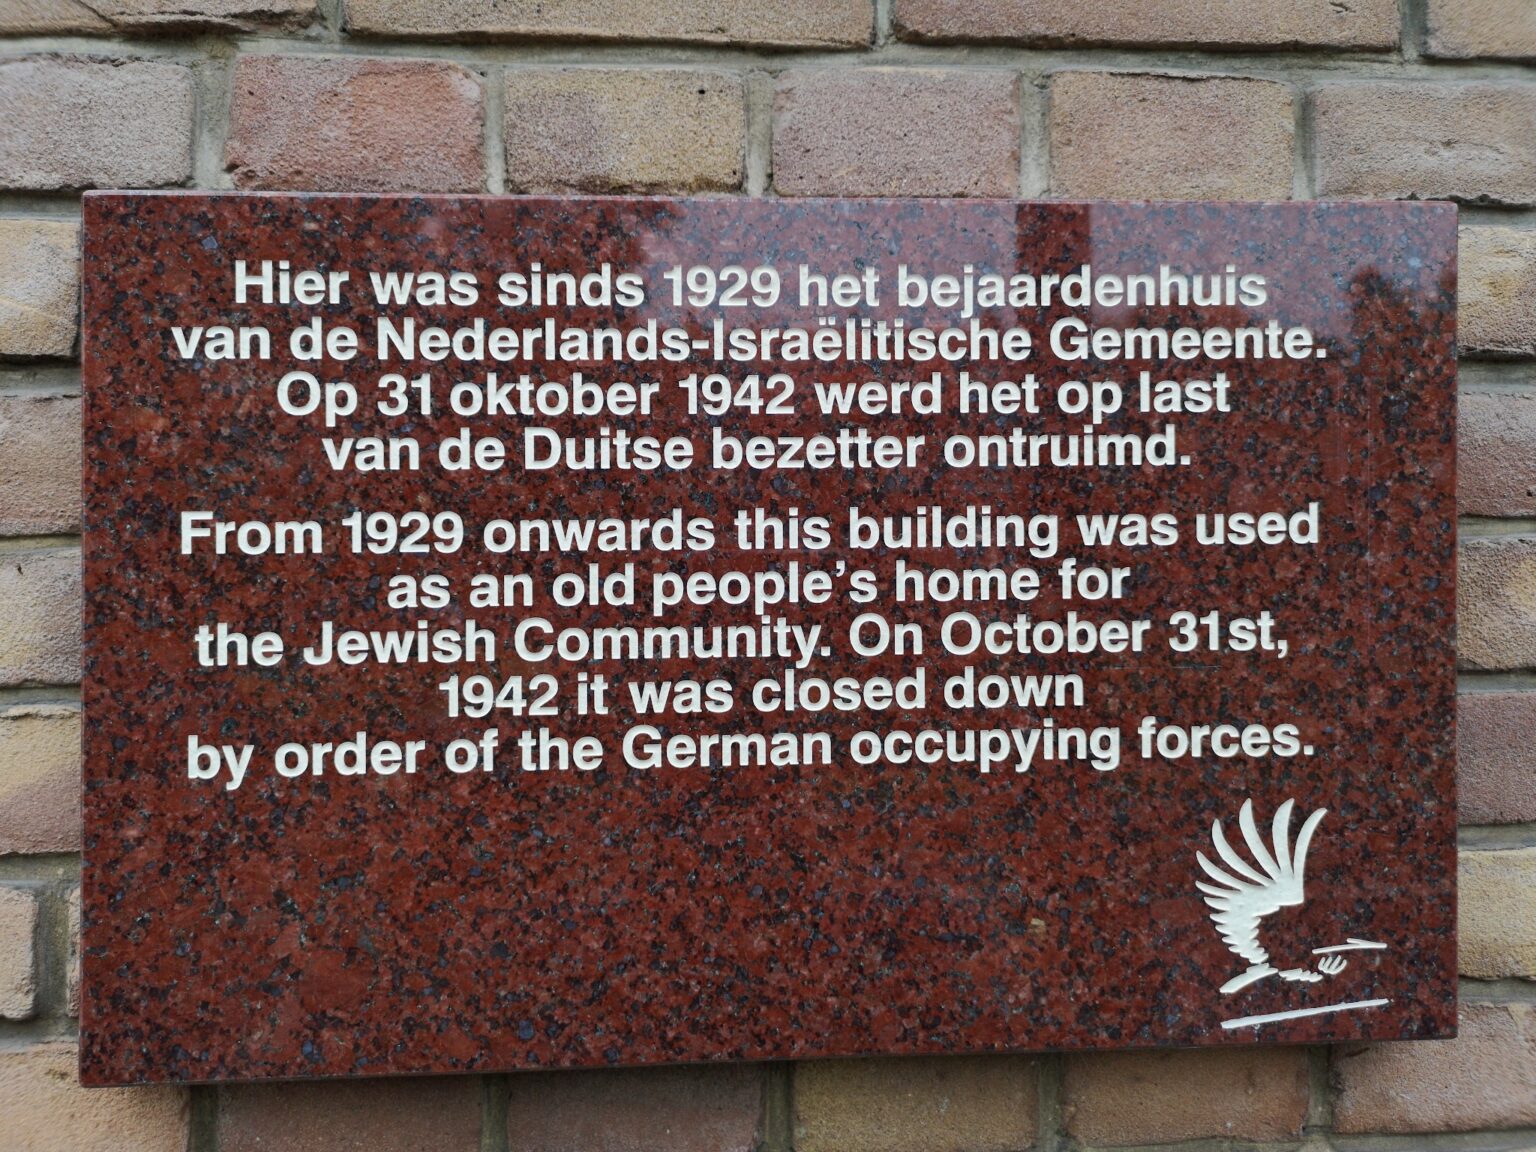 Hier was sinds 1929 het bejaardenhuis
van de Nederlands-Israëlitische Gemeente.
Op 31 oktober 1942 werd het op last
van de Duitse bezetter ontruimd.
From 1929 onwards this building was used
as an old people’s home for
the Jewish Community. On October 31st,
1942 it was closed down
by order of the German occupying forces.